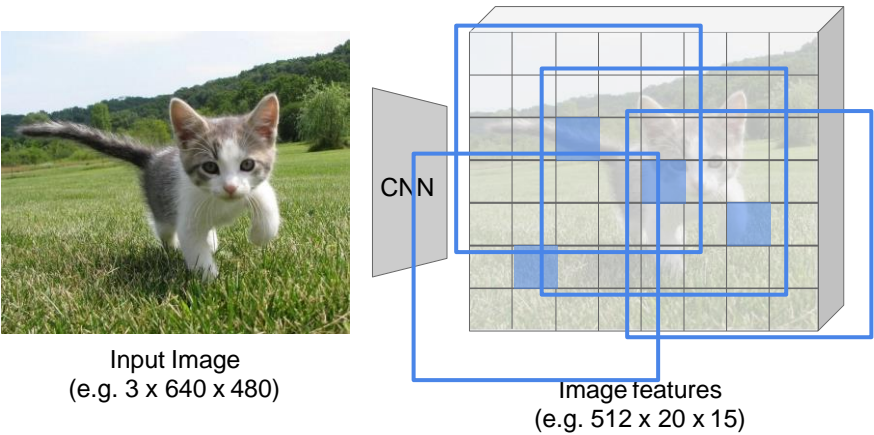 CNN
Input Image
(e.g. 3 x 640 x 480)
Image features
(e.g. 512 x 20 x 15)